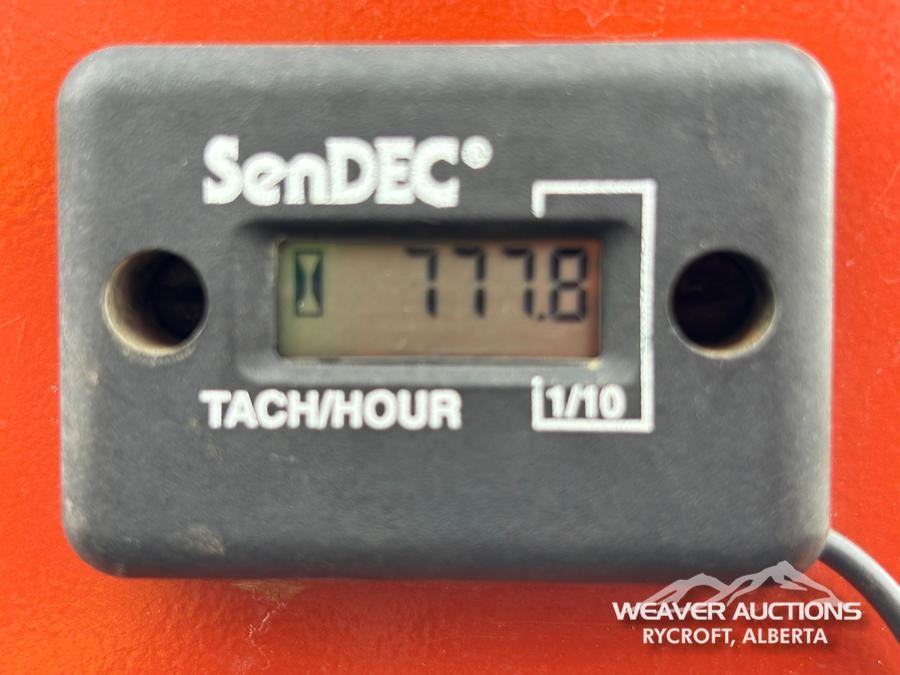 SenDEC®
777.8
TACH/HOUR
1/10
WEAVER AUCTIONS
RYCROFT, ALBERTA